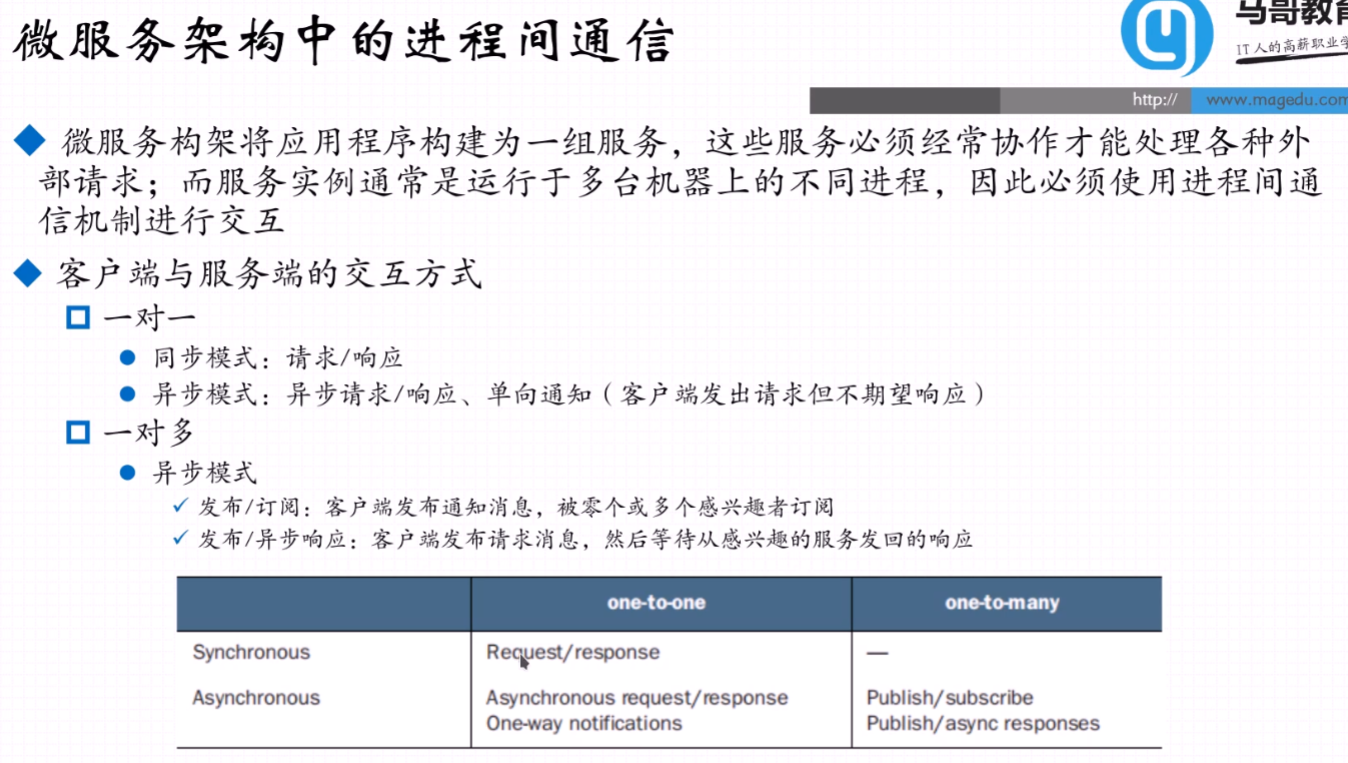 微服务架构中的进程间通信
马哥教育
IT人的高薪职业学
http://
www.magedu.com
微服务构架将应用程序构建为一组服务，这些服务必须经常协作才能处理各种外
部请求；而服务实例通常是运行于多台机器上的不同进程，因此必须使用进程间通
信机制进行交互
客户端与服务端的交互方式
一对一
同步模式：请求/响应
异步模式：异步请求/响应、单向通知（客户端发出请求但不期望响应）
一对多
异步模式
发布/订阅：客户端发布通知消息，被零个或多个感兴趣者订阅
发布/异步响应：客户端发布请求消息，然后等待从感兴趣的服务发回的响应
one-to-one
one-to-many
Synchronous
Request/response
—
Asynchronous
Asynchronous request/response
Publish/subscribe
One-way notifications
Publish/async responses